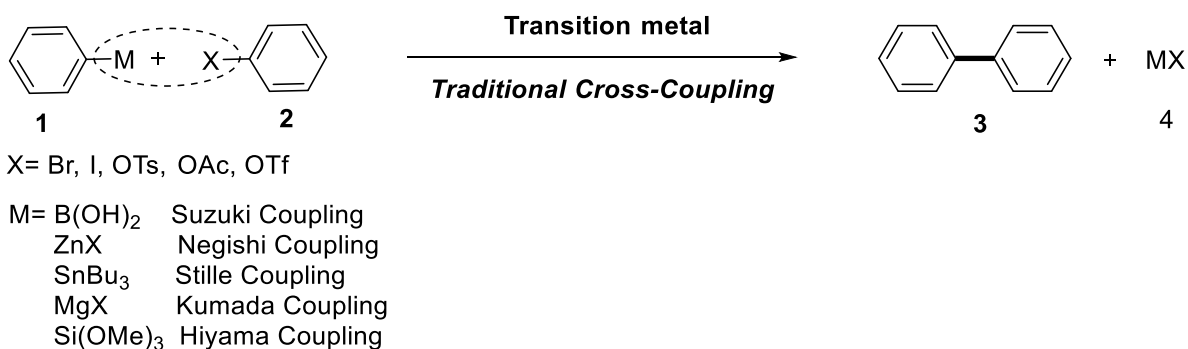 Transition metal
M + X
+ MX
Traditional Cross-Coupling
1 2 3 4
X= Br, I, OTs, OAc, OTf
M= B(OH)₂ Suzuki Coupling
ZnX Negishi Coupling
SnBu₃ Stille Coupling
MgX Kumada Coupling
Si(OMe)₃ Hiyama Coupling